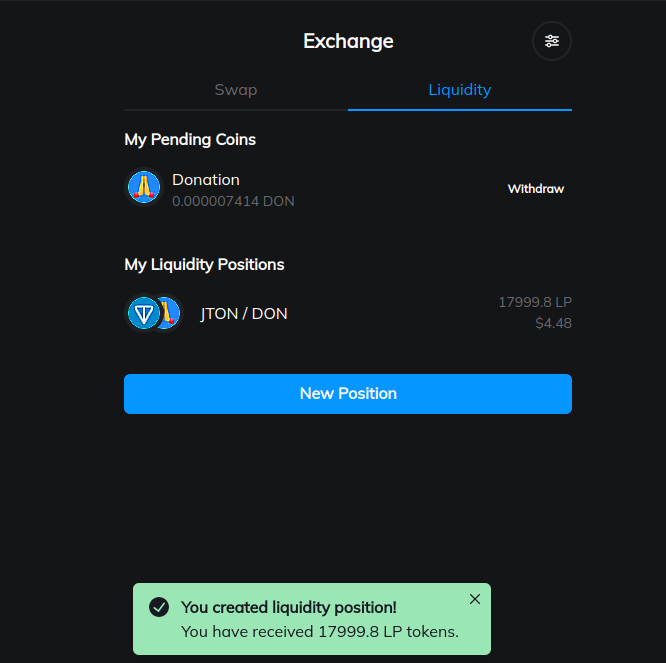 Exchange
Swap
Liquidity
My Pending Coins
Donation
0.000007414 DON
Withdraw
My Liquidity Positions
JTON / DON
17999.8 LP
$4.48
New Position
You created liquidity position!
You have received 17999.8 LP tokens.